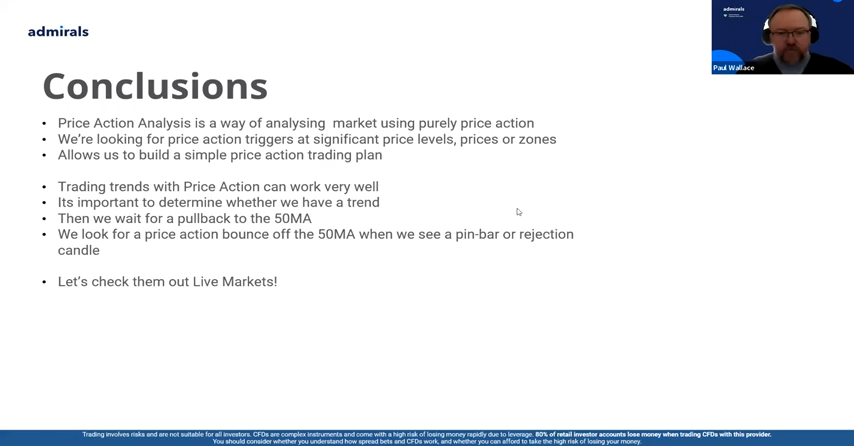 admirals
admirals
Paul Wallace
Conclusions
• Price Action Analysis is a way of analysing market using purely price action
• We're looking for price action triggers at significant price levels, prices or zones
• Allows us to build a simple price action trading plan
• Trading trends with Price Action can work very well
• Its important to determine whether we have a trend
• Then we wait for a pullback to the 50MA
• We look for a price action bounce off the 50MA when we see a pin-bar or rejection
candle
• Let's check them out Live Markets!
Trading involves risks and are not suitable for all investors. CFDs are complex instruments and come with a high risk of losing money rapidly due to leverage. 80% of retail investor accounts lose money when trading CFDs with this provider.
You should consider whether you understand how spread bets and CFDs work, and whether you can afford to take the high risk of losing your money.